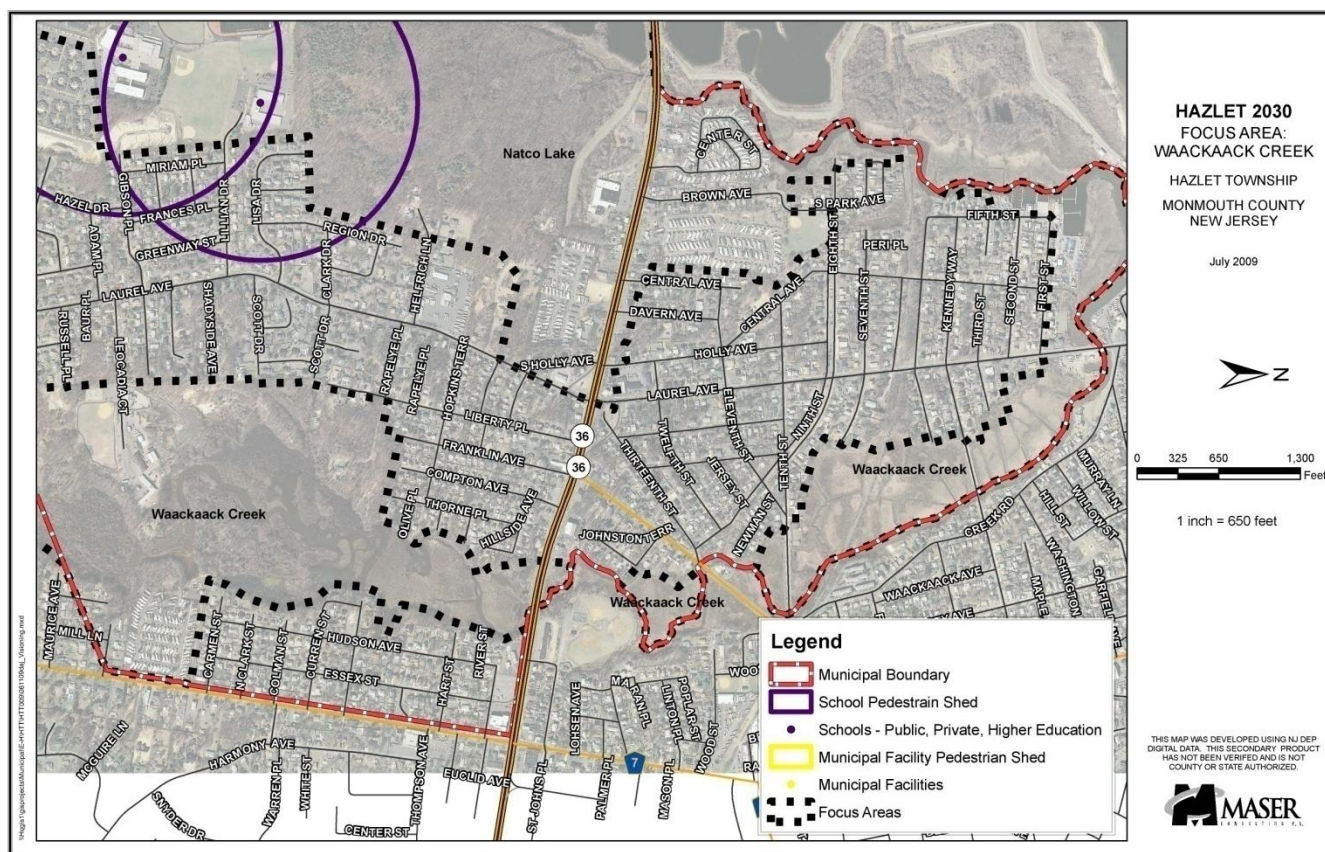 CENTER ST
Natco Lake
MIRIAM PL
GIBSON PL
LILLIAN DR
LISA DR
BROWN AVE
S PARK AVE
HAZEL DR
FRANCES PL
ADAM PL
GREENWAY ST
REGION DR
CLARK DR
HELFRICH LN
EIGHTH ST
FIFTH ST
PERI PL
KENNEDY WAY
SECOND ST
FIRST ST
THIRD ST
SEVENTH ST
LAUREL AVE
CENTRAL AVE
CENTRAL AVE
DAVERN AVE
RUSSELL PL
BAUR PL
LEOCADIA CT
SHADYSIDE AVE
SCOTT DR
SCOTT DR
RAPELYE PL
RAPELYE PL
HOPKINS TERR
S HOLLY AVE
HOLLY AVE
LAUREL AVE
LIBERTY PL
FRANKLIN AVE
COMPTON AVE
THORNE PL
OLIVE PL
HILLSIDE AVE
36
36
THIRTEENTH ST
TWELFTH ST
ELEVENTH ST
JERSEY ST
TENTH ST
NINTH ST
NEWMAN ST
JOHNSTON TERR
Waackaack Creek
Waackaack Creek
Waackaack Creek
CREEK RD
MURRAY LN
WILLOW ST
HILL ST
WASHINGTON
GARFIELD
MAPLE
WAACKAACK AVE
MAURICE AVE
MILL LN
CARMEN ST
N CLARK ST
COLMAN ST
CURREN ST
HUDSON AVE
ESSEX ST
HART ST
RIVER ST
MCGUIRE LN
HARMONY AVE
SNYDER DR
WARREN PL
WHITE ST
CENTER ST
THOMPSON AVE
EUCLID AVE
ST JOHNS PL
LOHSEN AVE
PALMER PL
MASON PL
LINTON PL
POPLAR ST
WOOD ST
7
Legend
Municipal Boundary
School Pedestrain Shed
Schools - Public, Private, Higher Education
Municipal Facility Pedestrian Shed
Municipal Facilities
Focus Areas
HAZLET 2030
FOCUS AREA:
WAACKAACK CREEK
HAZLET TOWNSHIP
MONMOUTH COUNTY
NEW JERSEY
July 2009
N
0 325 650 1,300
Feet
1 inch = 650 feet
THIS MAP WAS DEVELOPED USING NJ DEP
DIGITAL DATA. THIS SECONDARY PRODUCT
HAS NOT BEEN VERIFED AND IS NOT
COUNTY OR STATE AUTHORIZED.
MASER
CONSULTING P.A.